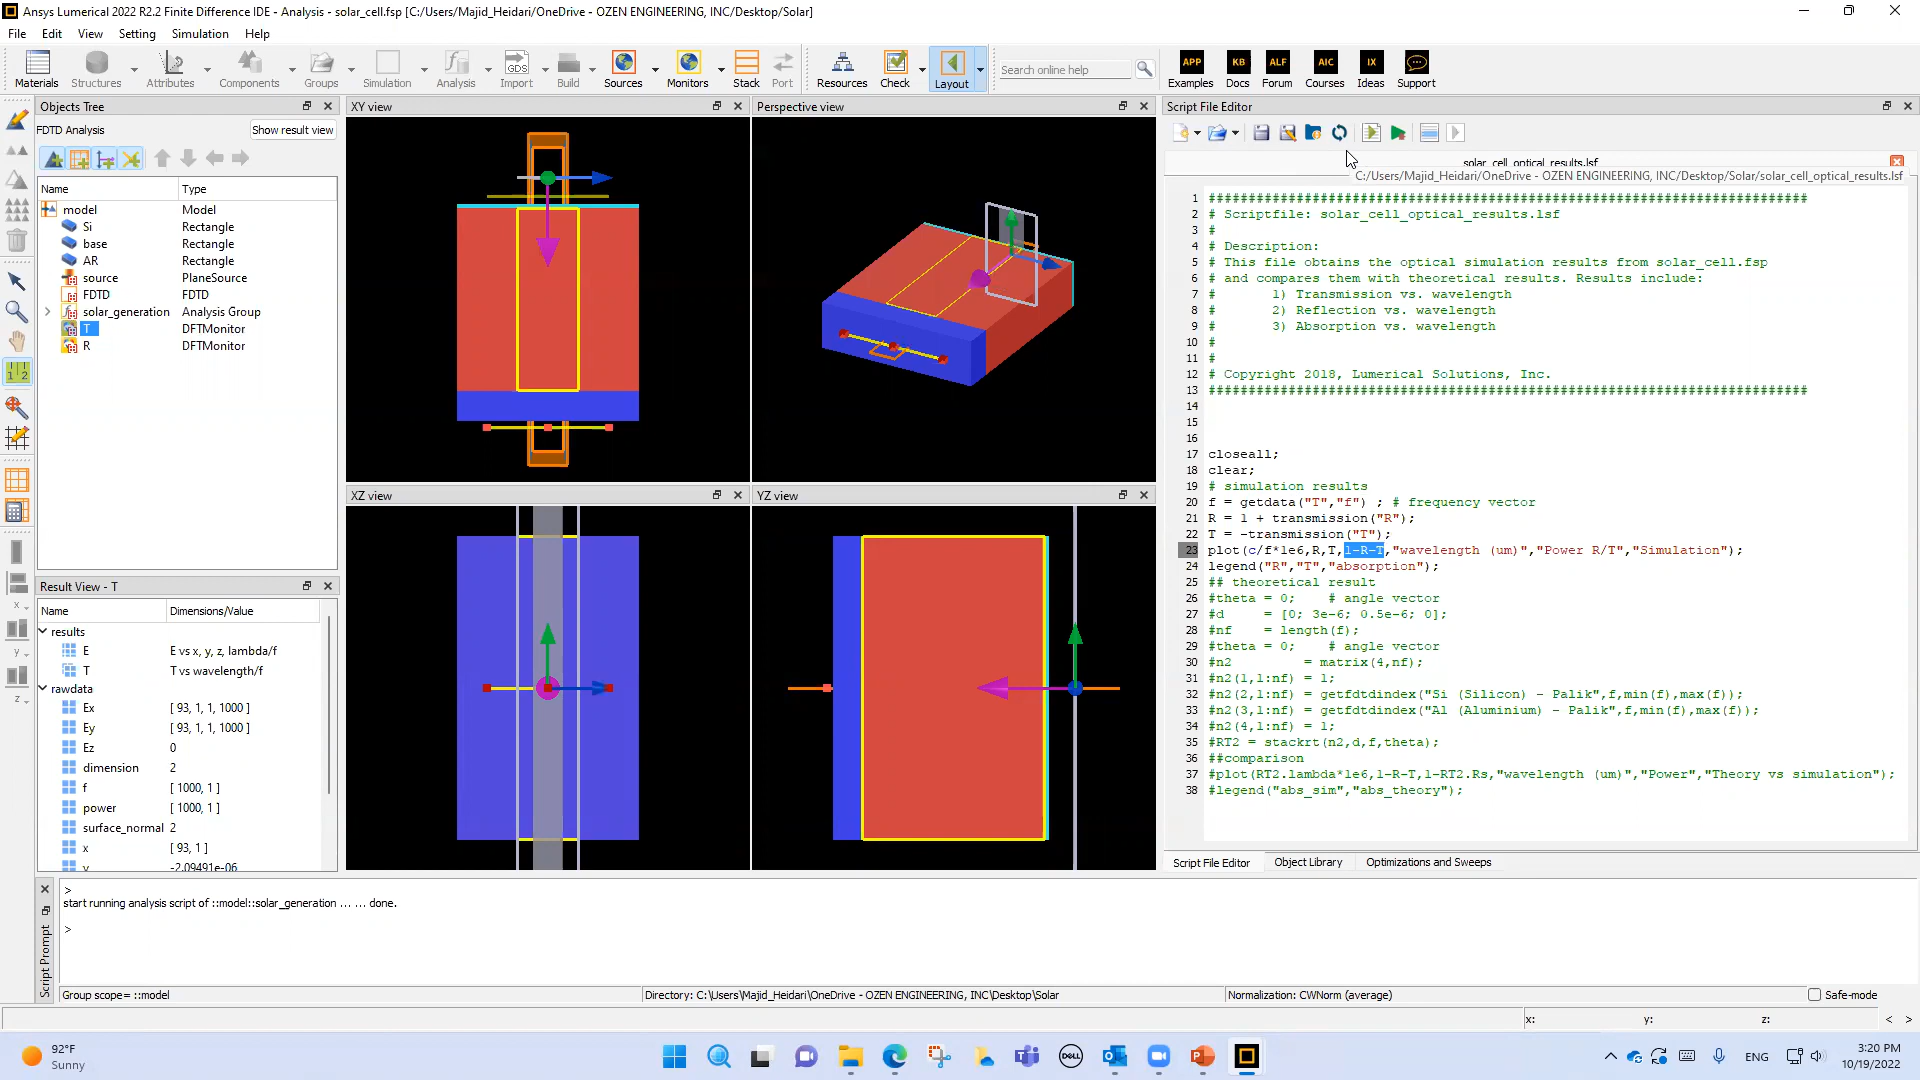 Ansys Lumerical 2022 R2.2 Finite Difference IDE - Analysis - solar_cell.fsp [C:/Users/Majid_Heidari/OneDrive - OZEN ENGINEERING, INC/Desktop/Solar]
File Edit View Setting Simulation Help
Materials Structures Attributes Components Groups Simulation Analysis Import Build Sources Monitors Stack Port Resources Check Layout Search online help Examples Docs Forum Courses Ideas Support
GDS APP KB ALF AIC IX
Objects Tree
FDTD Analysis Show result view
Name Type
model Model
Si Rectangle
base Rectangle
AR Rectangle
source PlaneSource
FDTD FDTD
solar_generation Analysis Group
T DFTMonitor
R DFTMonitor
Result View - T
Name Dimensions/Value
results
E E vs x, y, z, lambda/f
T T vs wavelength/f
rawdata
Ex [ 93, 1, 1, 1000 ]
Ey [ 93, 1, 1, 1000 ]
Ez 0
dimension 2
f [ 1000, 1 ]
power [ 1000, 1 ]
surface_normal 2
x [ 93, 1 ]
y -2.09491e-06
XY view
Perspective view
XZ view
YZ view
Script File Editor
solar_cell_optical_results.lsf
C:/Users/Majid_Heidari/OneDrive - OZEN ENGINEERING, INC/Desktop/Solar/solar_cell_optical_results.lsf
1 ###########################################################################
2 # Scriptfile: solar_cell_optical_results.lsf
3 #
4 # Description:
5 # This file obtains the optical simulation results from solar_cell.fsp
6 # and compares them with theoretical results. Results include:
7 # 1) Transmission vs. wavelength
8 # 2) Reflection vs. wavelength
9 # 3) Absorption vs. wavelength
10 #
11 #
12 # Copyright 2018, Lumerical Solutions, Inc.
13 ###########################################################################
14
15
16
17 closeall;
18 clear;
19 # simulation results
20 f = getdata("T","f") ; # frequency vector
21 R = 1 + transmission("R");
22 T = -transmission("T");
23 plot(c/f*1e6,R,T,1-R-T,"wavelength (um)","Power R/T","Simulation");
24 legend("R","T","absorption");
25 ## theoretical result
26 #theta = 0; # angle vector
27 #d = [0; 3e-6; 0.5e-6; 0];
28 #nf = length(f);
29 #theta = 0; # angle vector
30 #n2 = matrix(4,nf);
31 #n2(1,1:nf) = 1;
32 #n2(2,1:nf) = getfdtdindex("Si (Silicon) - Palik",f,min(f),max(f));
33 #n2(3,1:nf) = getfdtdindex("Al (Aluminium) - Palik",f,min(f),max(f));
34 #n2(4,1:nf) = 1;
35 #RT2 = stackrt(n2,d,f,theta);
36 ##comparison
37 #plot(RT2.lambda*1e6,1-R-T,1-RT2.Rs,"wavelength (um)","Power","Theory vs simulation");
38 #legend("abs_sim","abs_theory");
Script File Editor Object Library Optimizations and Sweeps
Script Prompt
>
start running analysis script of ::model::solar_generation ... ... done.
>
Group scope= ::model Directory: C:\Users\Majid_Heidari\OneDrive - OZEN ENGINEERING, INC\Desktop\Solar Normalization: CWNorm (average) Safe-mode
x: y: z: < >
92°F
Sunny
DELL
ENG
3:20 PM
10/19/2022